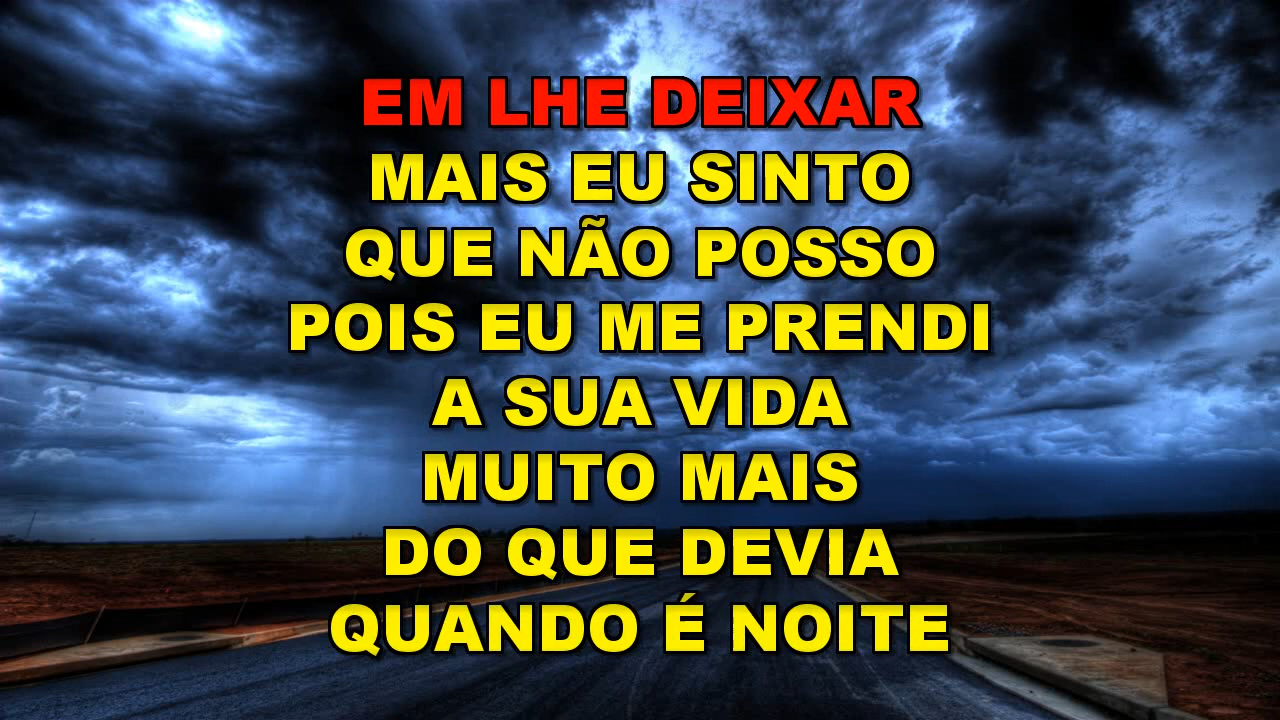 EM LHE DEIXAR
MAIS EU SINTO
QUE NÃO POSSO
POIS EU ME PRENDI
A SUA VIDA
MUITO MAIS
DO QUE DEVIA
QUANDO É NOITE